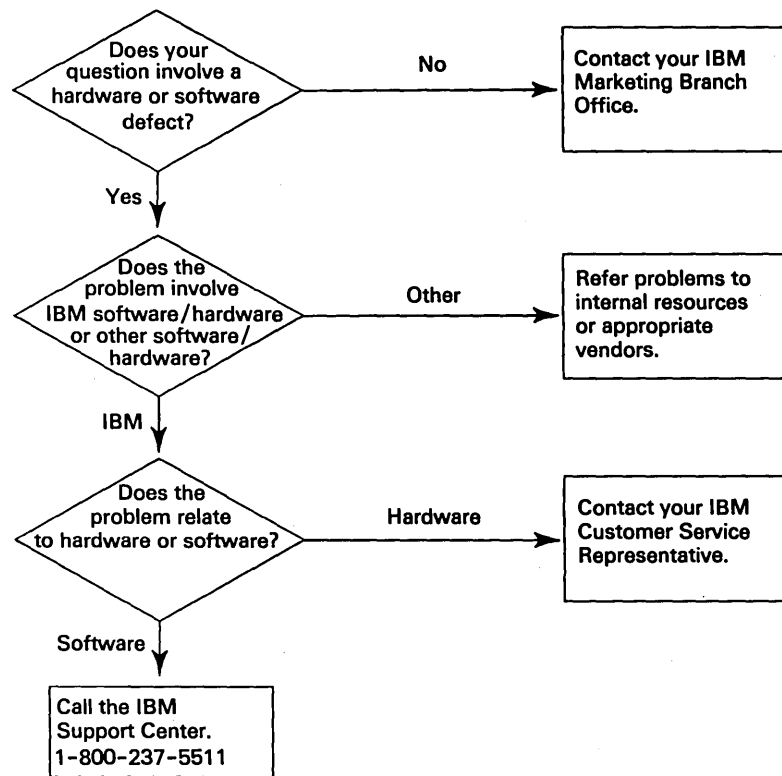 Does your
question involve a
hardware or software
defect?
No
Contact your IBM
Marketing Branch
Office.
Yes
Does the
problem involve
IBM software/hardware
or other software/
hardware?
Other
Refer problems to
internal resources
or appropriate
vendors.
IBM
Does the
problem relate
to hardware or software?
Hardware
Contact your IBM
Customer Service
Representative.
Software
Call the IBM
Support Center.
1-800-237-5511